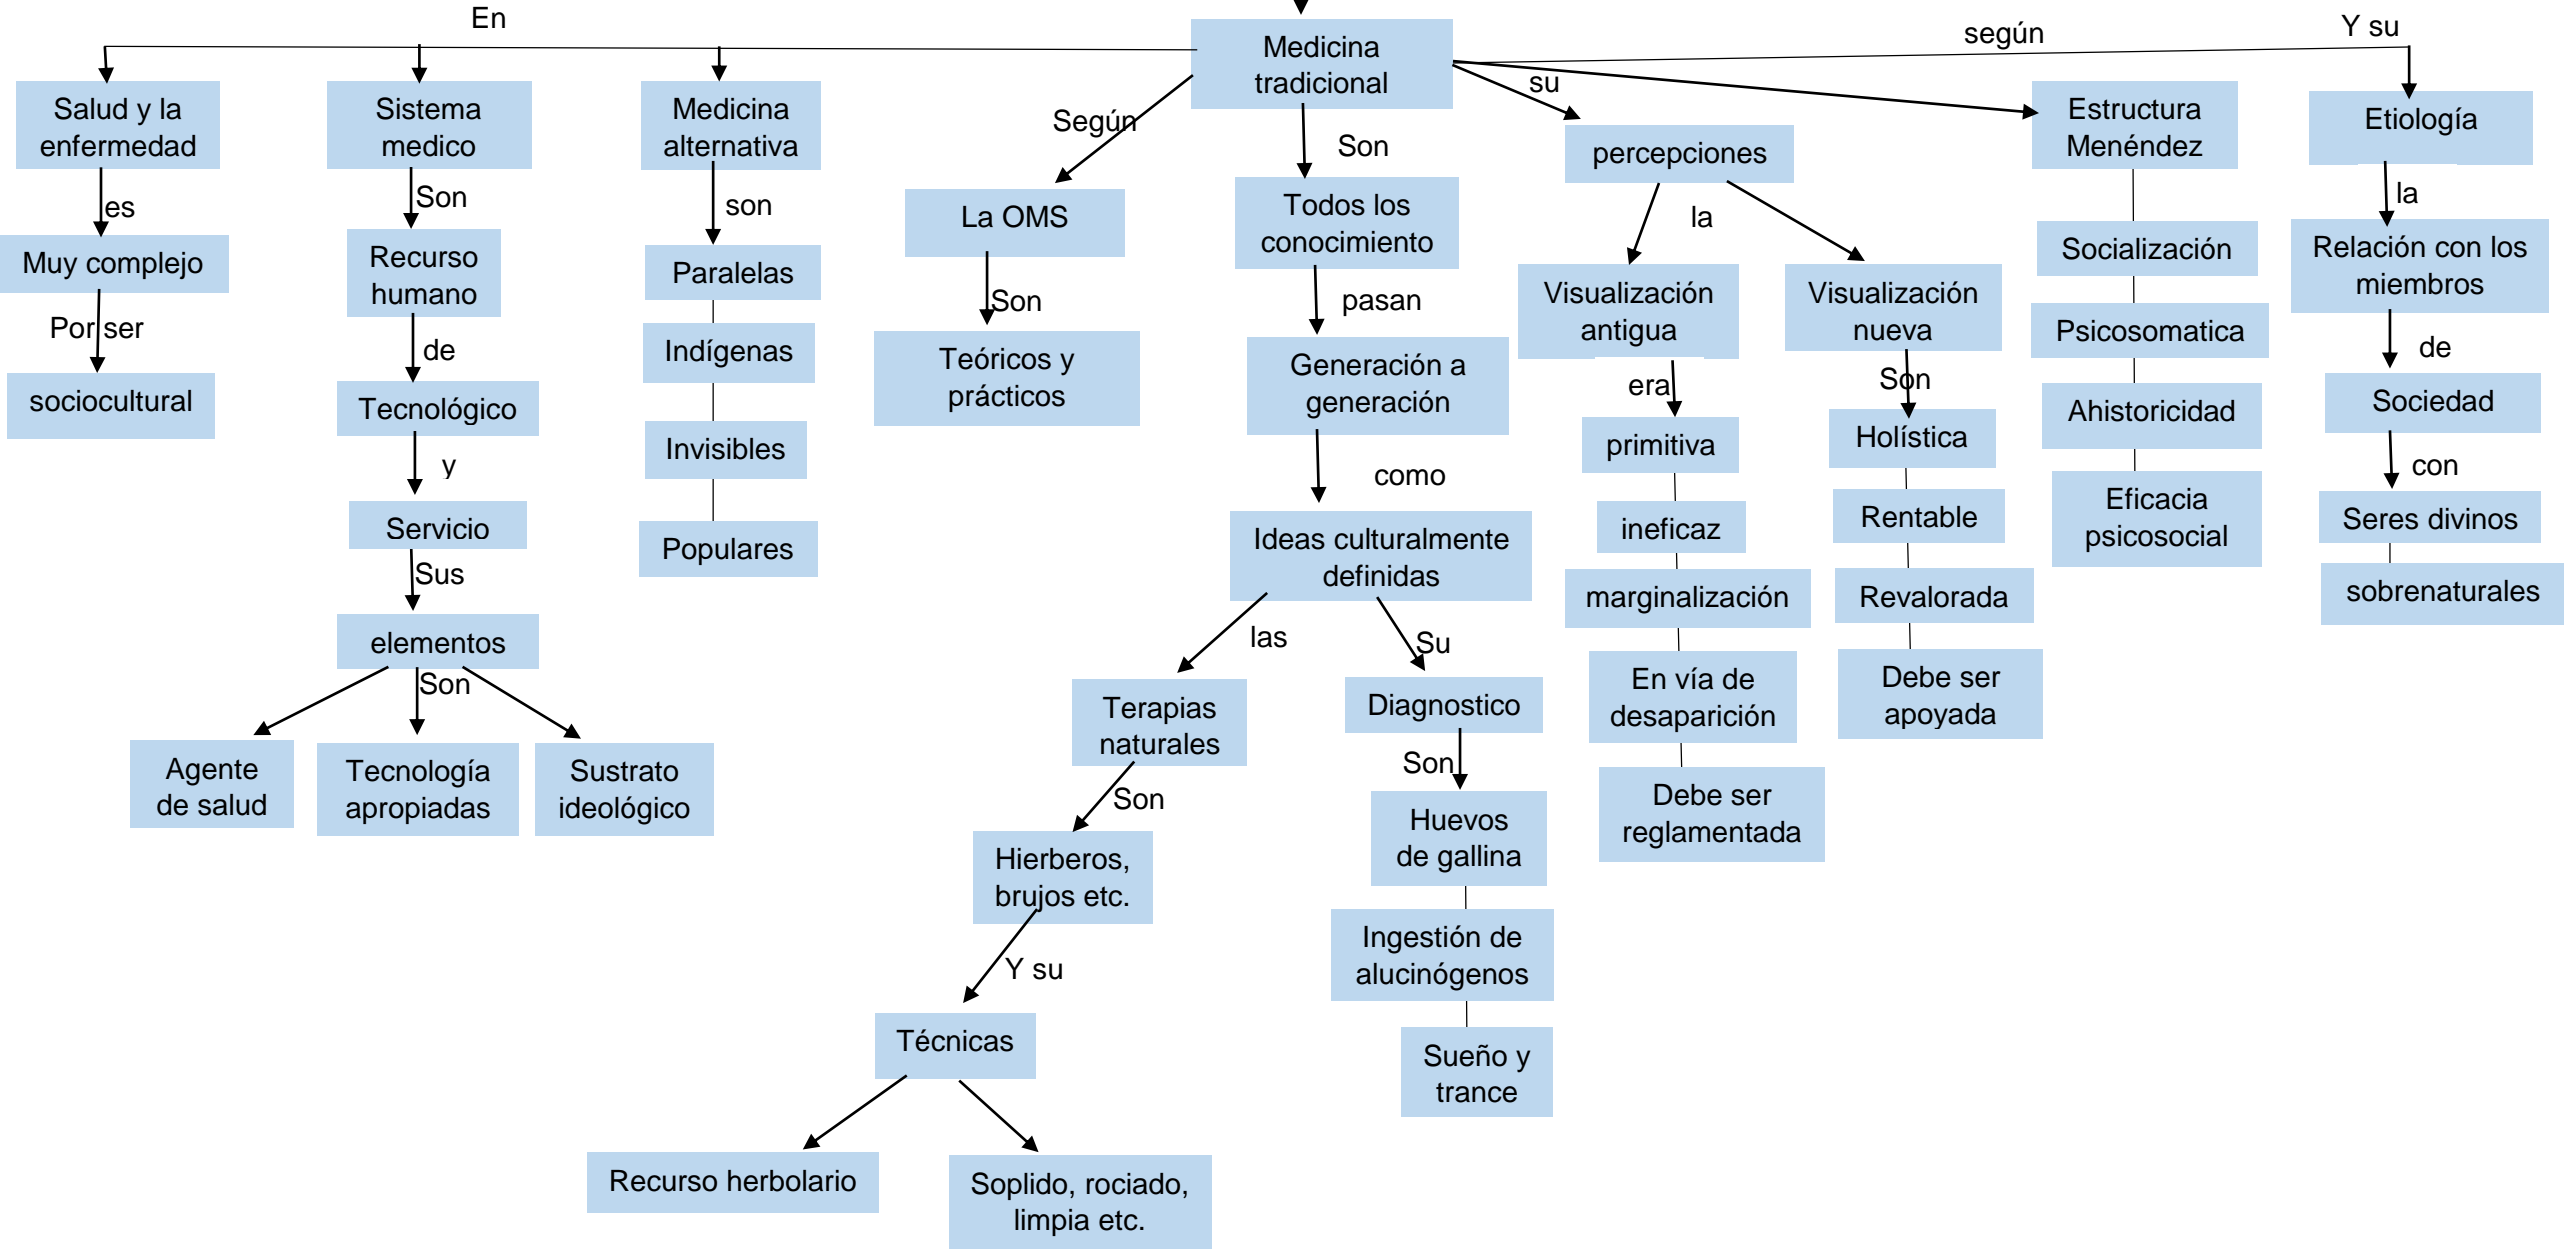 En
Medicina
tradicional
según
Y su
Salud y la
enfermedad
es
Muy complejo
Por ser
sociocultural
Sistema
medico
Son
Recurso
humano
de
Tecnológico
y
Servicio
Sus
elementos
Son
Agente
de salud
Tecnología
apropiadas
Sustrato
ideológico
Medicina
alternativa
son
Paralelas
Indígenas
Invisibles
Populares
Según
La OMS
Son
Teóricos y
prácticos
Son
Todos los
conocimiento
pasan
Generación a
generación
como
Ideas culturalmente
definidas
las
Terapias
naturales
Son
Hierberos,
brujos etc.
Y su
Técnicas
Recurso herbolario
Soplido, rociado,
limpia etc.
Su
Diagnostico
Son
Huevos
de gallina
Ingestión de
alucinógenos
Sueño y
trance
su
percepciones
la
Visualización
antigua
era
primitiva
ineficaz
marginalización
En vía de
desaparición
Debe ser
reglamentada
Visualización
nueva
Son
Holística
Rentable
Revalorada
Debe ser
apoyada
Estructura
Menéndez
Socialización
Psicosomatica
Ahistoricidad
Eficacia
psicosocial
Etiología
la
Relación con los
miembros
de
Sociedad
con
Seres divinos
sobrenaturales